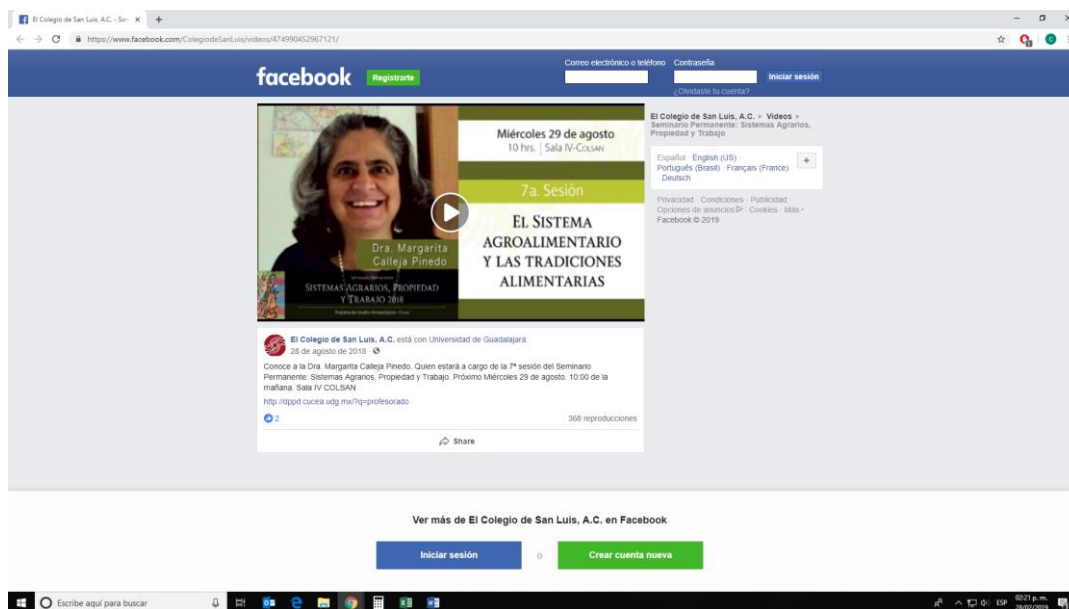 El Colegio de San Luis, A.C. - Se
https://www.facebook.com/ColegiodeSanLuis/videos/474990452967121/
facebook
Registrarte
Correo electrónico o teléfono
Contraseña
Iniciar sesión
¿Olvidaste tu cuenta?
Miércoles 29 de agosto
10 hrs. | Sala IV-Colsan
7a. Sesión
El Sistema
agroalimentario
y las tradiciones
alimentarias
Dra. Margarita
Calleja Pinedo
Sistemas Agrarios, Propiedad
y Trabajo 2018
El Colegio de San Luis, A.C. está con Universidad de Guadalajara.
28 de agosto de 2018 ·
Conoce a la Dra. Margarita Calleja Pinedo. Quien estará a cargo de la 7ª sesión del Seminario
Permanente: Sistemas Agrarios, Propiedad y Trabajo. Próximo Miércoles 29 de agosto. 10:00 de la
mañana. Sala IV COLSAN
http://dppd.cucea.udg.mx/?q=profesorado
2
368 reproducciones
Share
El Colegio de San Luis, A.C. ▸ Videos ▸
Seminario Permanente: Sistemas Agrarios,
Propiedad y Trabajo
Español · English (US) ·
Português (Brasil) · Français (France) ·
Deutsch
+
Privacidad · Condiciones · Publicidad ·
Opciones de anuncios · Cookies · Más
Facebook © 2019
Ver más de El Colegio de San Luis, A.C. en Facebook
Iniciar sesión
o
Crear cuenta nueva
Escribe aquí para buscar
ESP
02:21 p. m.
28/02/2019